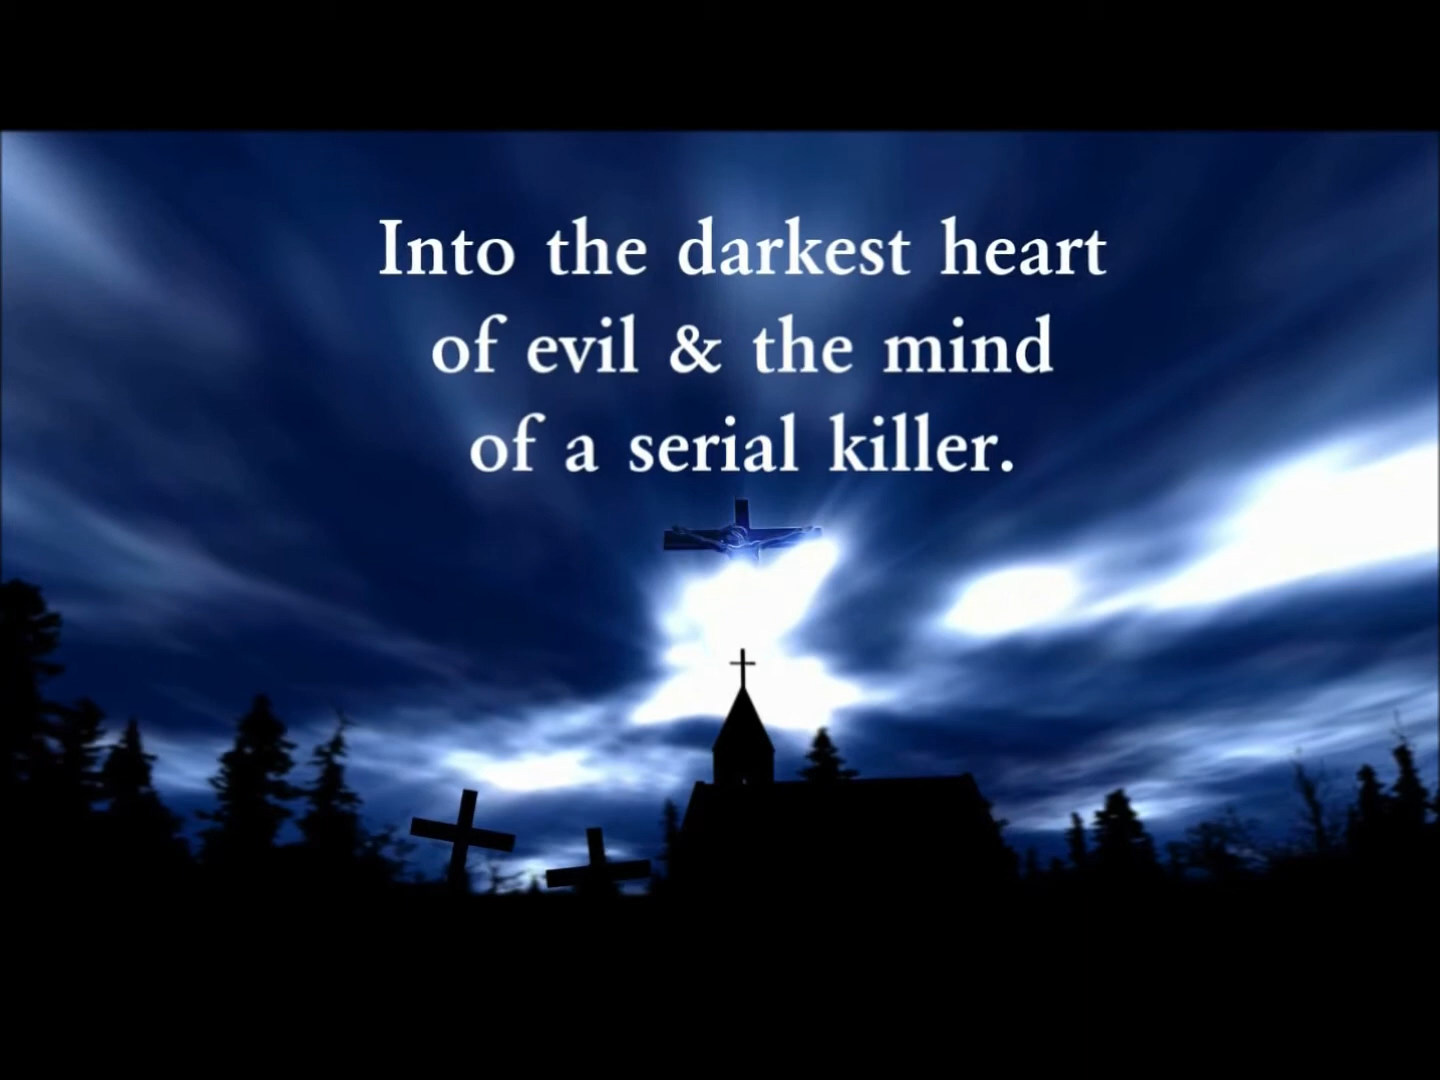 Into the darkest heart
of evil & the mind
of a serial killer.